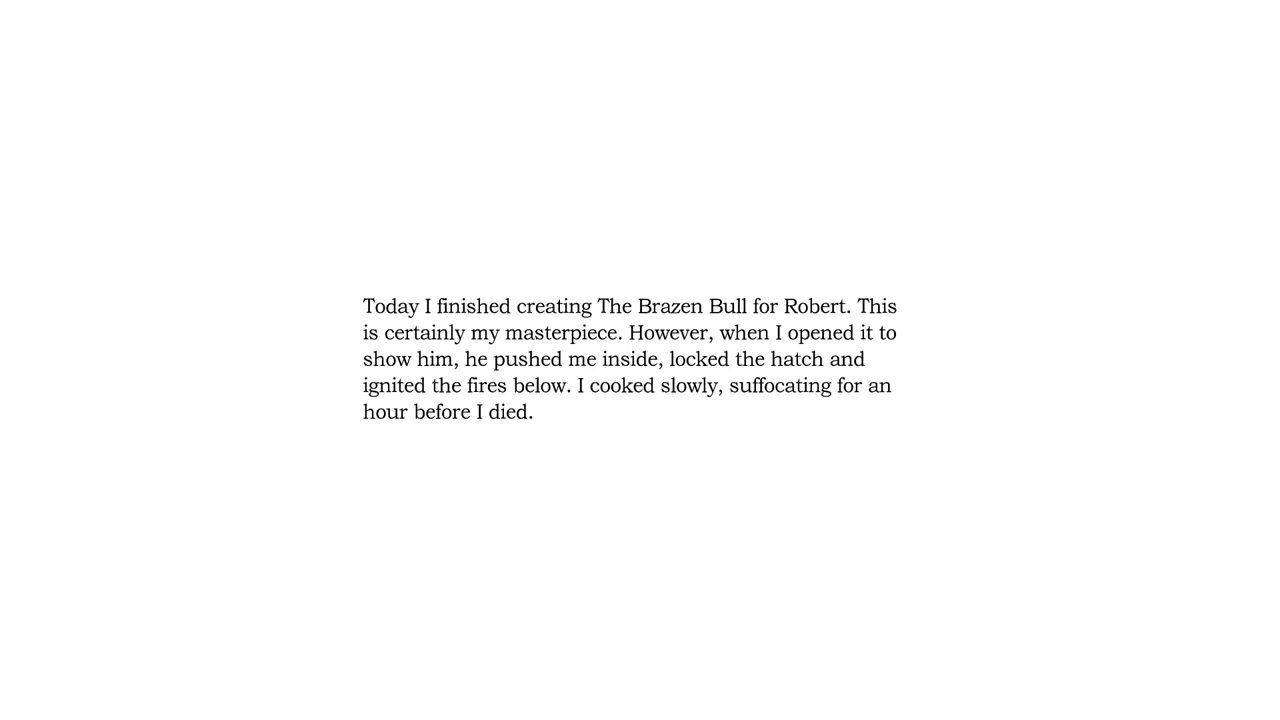 Today I finished creating The Brazen Bull for Robert. This
is certainly my masterpiece. However, when I opened it to
show him, he pushed me inside, locked the hatch and
ignited the fires below. I cooked slowly, suffocating for an
hour before I died.